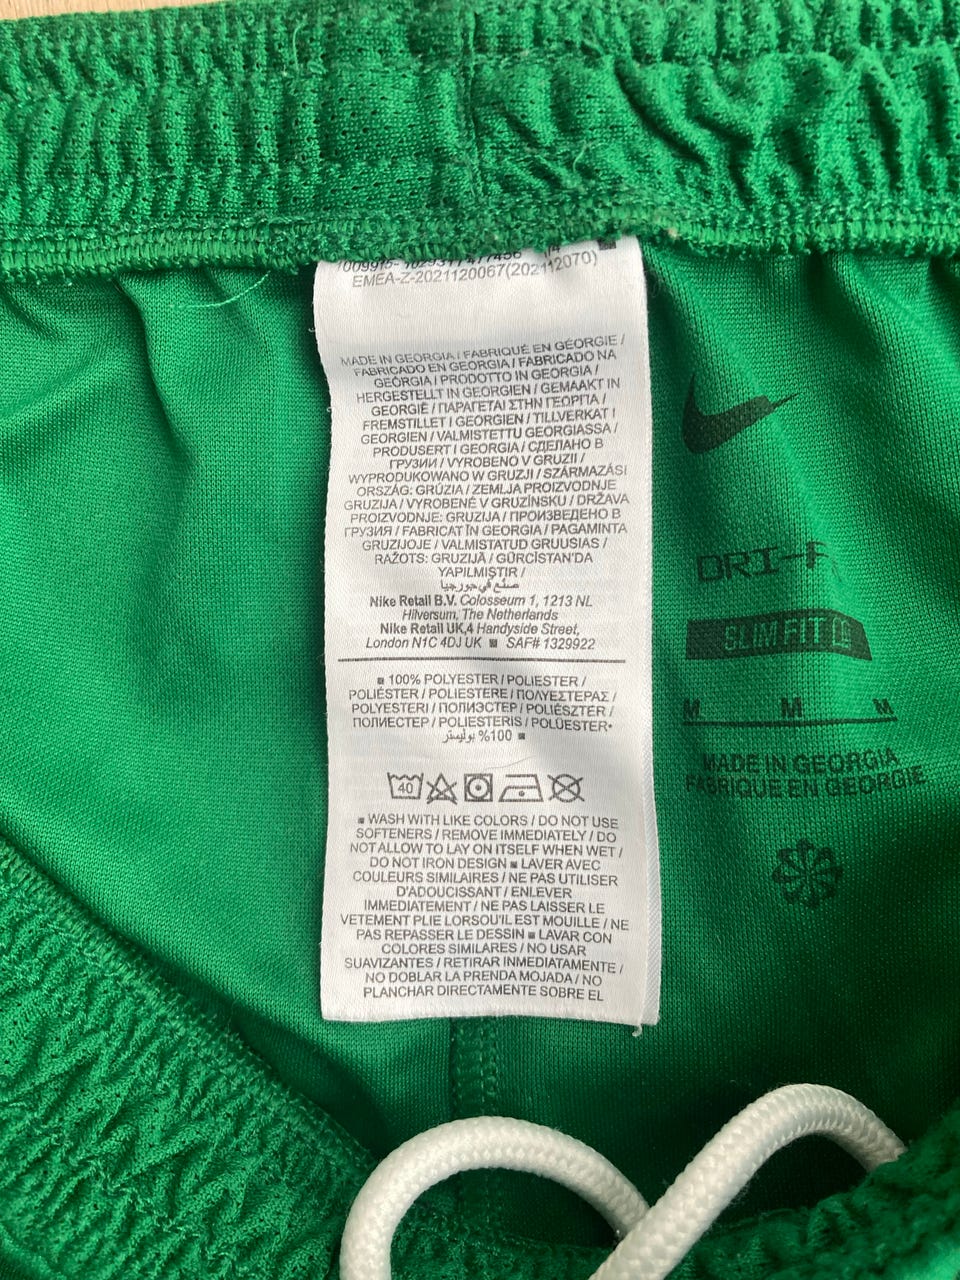 EMEA-Z-2021120067(202112070)
MADE IN GEORGIA / FABRIQUÉ EN GÉORGIE /
FABRICADO EN GEORGIA / FABRICADO NA
GEÓRGIA / PRODOTTO IN GEORGIA /
HERGESTELLT IN GEORGIEN / GEMAAKT IN
GEORGIË / ΠΑΡΑΓΕΤΑΙ ΣΤΗΝ ΓΕΩΡΓΙΑ /
FREMSTILLET I GEORGIEN / TILLVERKAT I
GEORGIEN / VALMISTETTU GEORGIASSA /
PRODUSERT I GEORGIA / СДЕЛАНО В
ГРУЗИИ / VYROBENO V GRUZII /
WYPRODUKOWANO W GRUZJI / SZÁRMAZÁSI
ORSZÁG: GRÚZIA / ZEMLJA PROIZVODNJE
GRUZIJA / VYROBENÉ V GRUZÍNSKU / DRŽAVA
PROIZVODNJE: GRUZIJA / ПРОИЗВЕДЕНО В
ГРУЗИЯ / FABRICAT ÎN GEORGIA / PAGAMINTA
GRUZIJOJE / VALMISTATUD GRUUSIAS /
RAŽOTS: GRUZIJĀ / GÜRCİSTAN'DA
YAPILMIŞTIR /
صنع في جورجيا
Nike Retail B.V. Colosseum 1, 1213 NL
Hilversum, The Netherlands
Nike Retail UK,4 Handyside Street,
London N1C 4DJ UK ■ SAF# 1329922
■ 100% POLYESTER / POLIESTER /
POLIÉSTER / POLIESTERE / ΠΟΛΥΕΣΤΕΡΑΣ /
POLYESTERI / ПОЛИЭСТЕР / POLIÉSZTER /
ПОЛИЕСТЕР / POLIESTERIS / POLÜESTER•
100% بوليستر ■
40
■ WASH WITH LIKE COLORS / DO NOT USE
SOFTENERS / REMOVE IMMEDIATELY / DO
NOT ALLOW TO LAY ON ITSELF WHEN WET /
DO NOT IRON DESIGN ■ LAVER AVEC
COULEURS SIMILAIRES / NE PAS UTILISER
D'ADOUCISSANT / ENLEVER
IMMEDIATEMENT / NE PAS LAISSER LE
VETEMENT PLIE LORSQU'IL EST MOUILLE / NE
PAS REPASSER LE DESSIN ■ LAVAR CON
COLORES SIMILARES / NO USAR
SUAVIZANTES / RETIRAR INMEDIATAMENTE /
NO DOBLAR LA PRENDA MOJADA / NO
PLANCHAR DIRECTAMENTE SOBRE EL
DRI-F
SLIM FIT
M M M
MADE IN GEORGIA
FABRIQUE EN GEORGIE